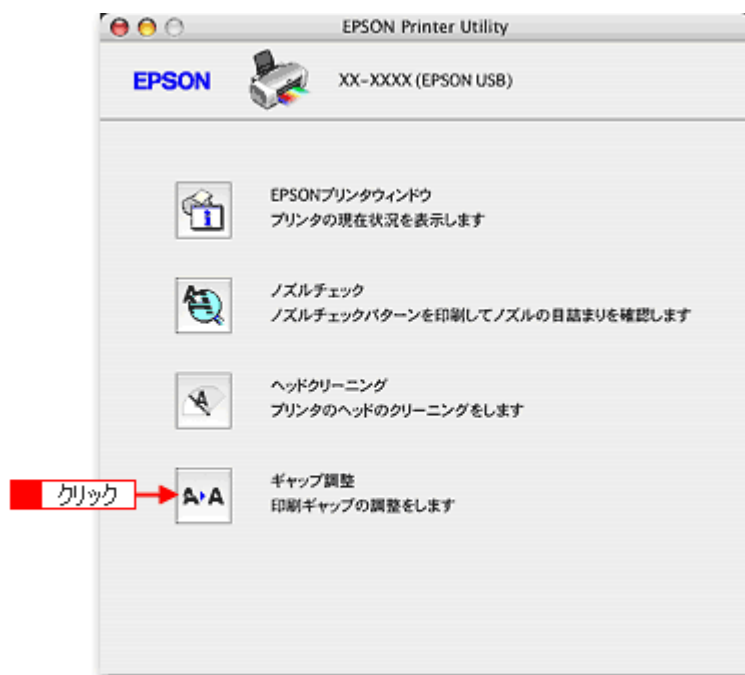 EPSON Printer Utility
EPSON
XX-XXXX (EPSON USB)
EPSONプリンタウィンドウ
プリンタの現在状況を表示します
ノズルチェック
ノズルチェックパターンを印刷してノズルの目詰まりを確認します
ヘッドクリーニング
プリンタのヘッドのクリーニングをします
クリック
A A
ギャップ調整
印刷ギャップの調整をします